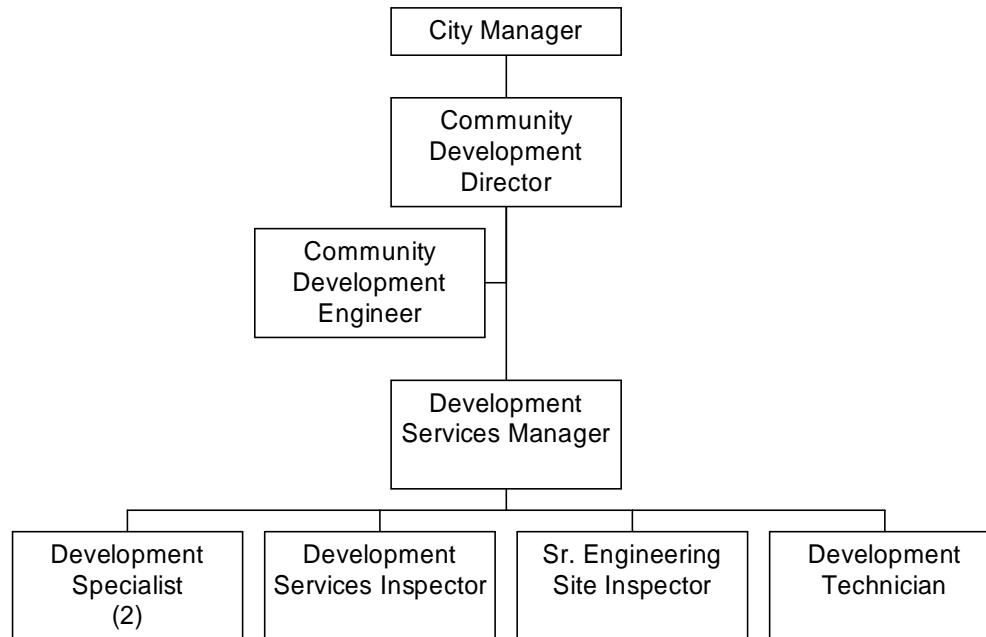 City Manager
Community
Development
Director
Community
Development
Engineer
Development
Services Manager
Development
Specialist
(2)
Development
Services Inspector
Sr. Engineering
Site Inspector
Development
Technician